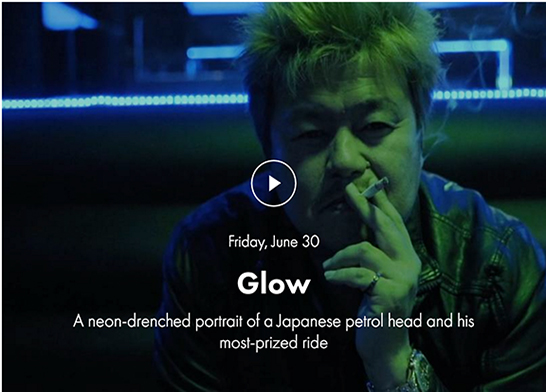 Friday, June 30
Glow
A neon-drenched portrait of a Japanese petrol head and his
most-prized ride